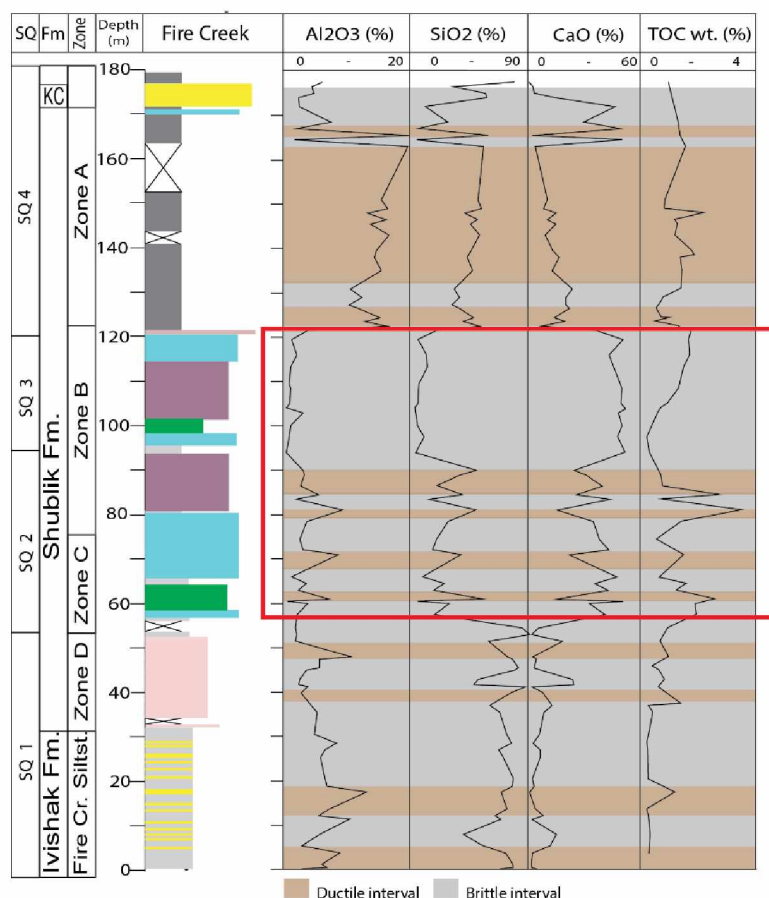 SQ Fm Zone Depth (m) Fire Creek Al2O3 (%) SiO2 (%) CaO (%) TOC wt. (%)
0 - 20 0 - 90 0 - 60 0 - 4
180
160
140
120
100
80
60
40
20
0
SQ 4
SQ 3
SQ 2
SQ 1
KC
Shublik Fm.
Ivishak Fm.
Zone A
Zone B
Zone C
Zone D
Fire Cr. Siltst.
Ductile interval Brittle interval